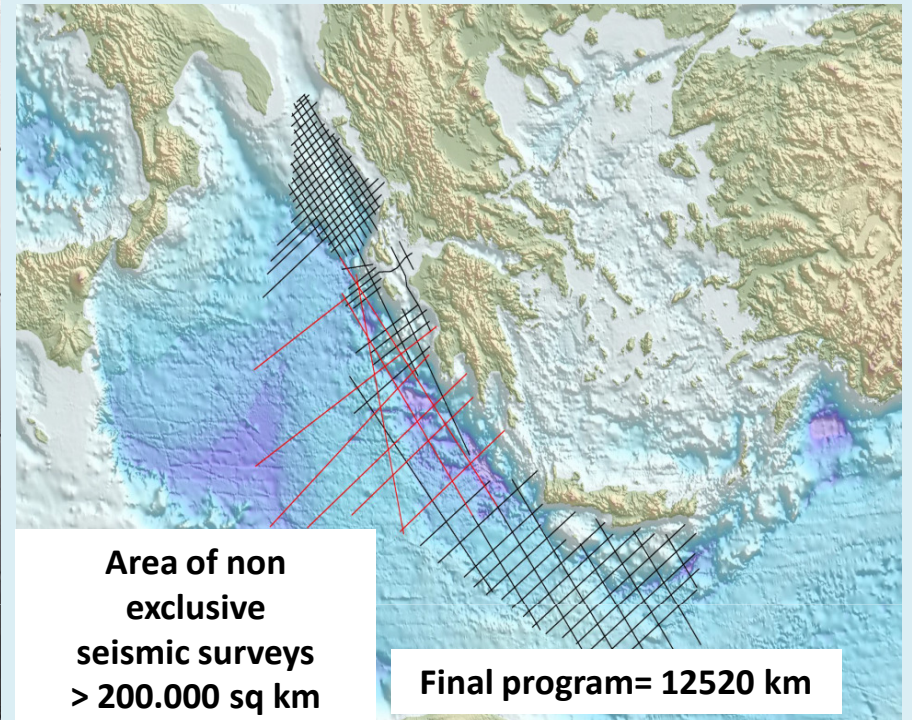 Area of non
exclusive
seismic surveys
> 200.000 sq km
Final program= 12520 km